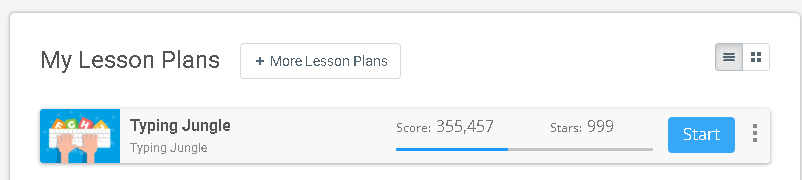 My Lesson Plans
+ More Lesson Plans
Typing Jungle
Typing Jungle
Score: 355,457
Stars: 999
Start